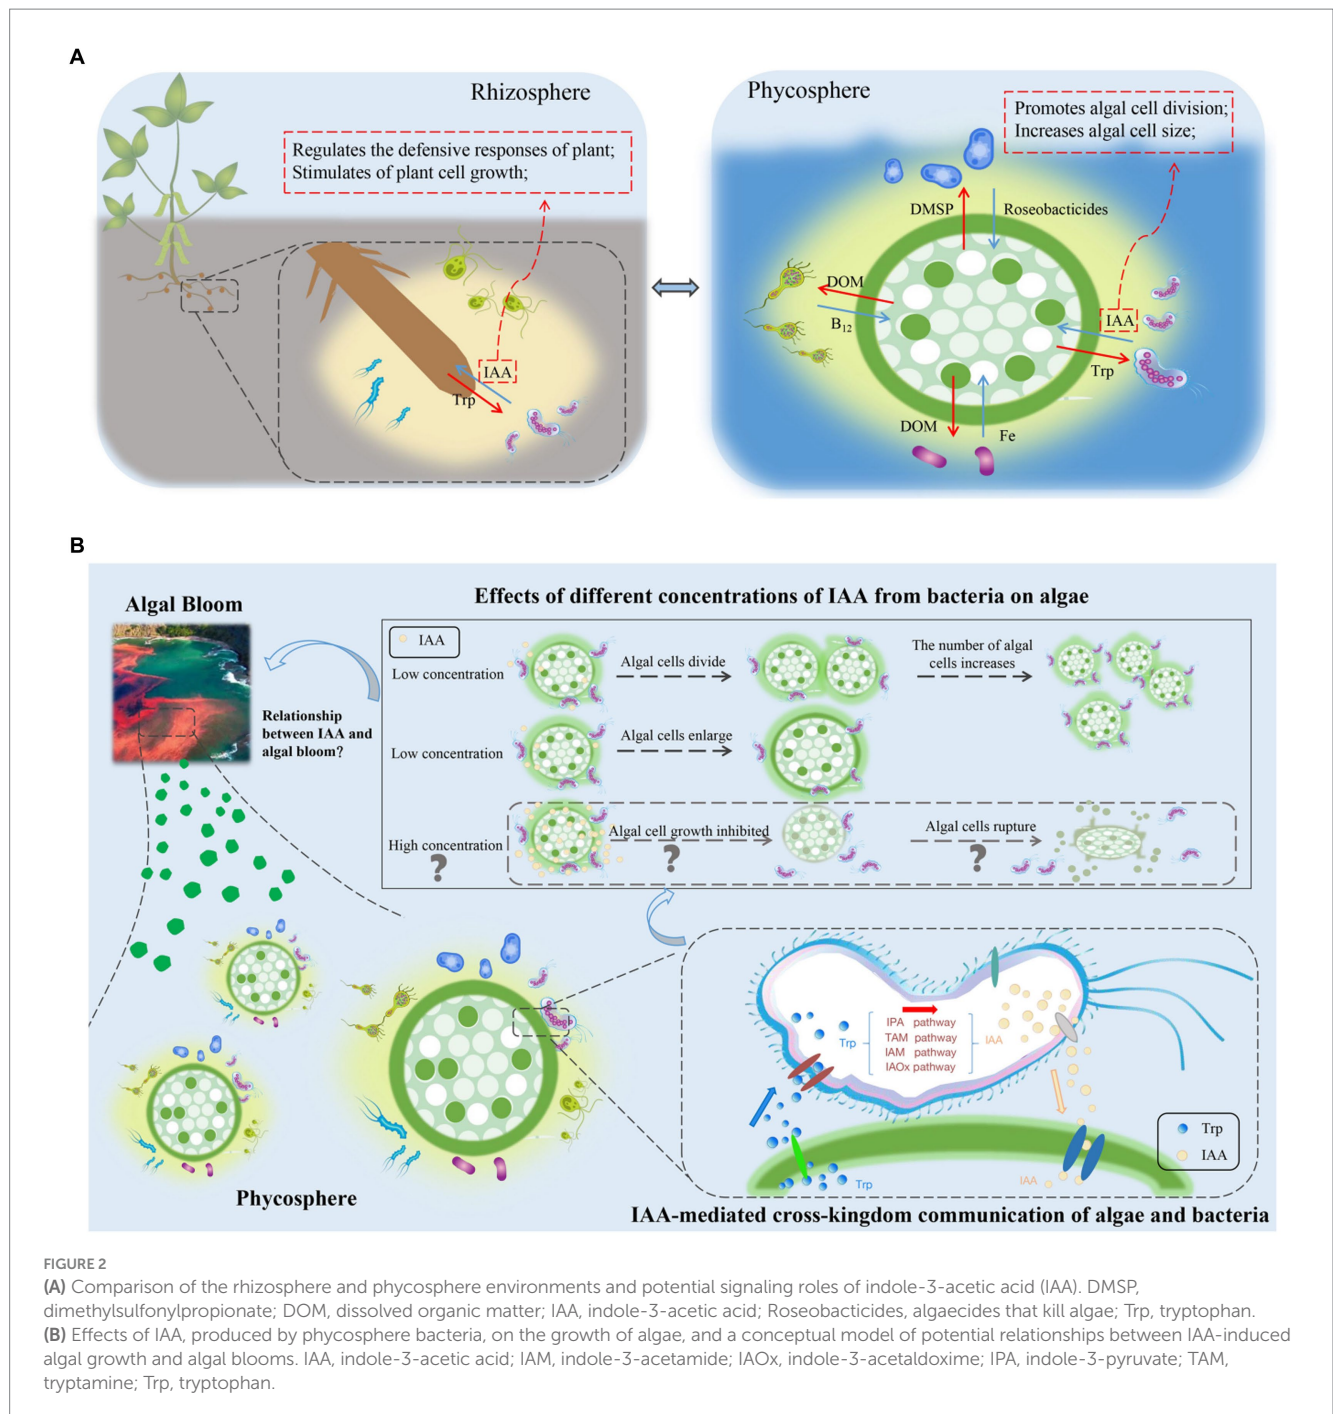 A
Rhizosphere
Regulates the defensive responses of plant;
Stimulates of plant cell growth;
IAA
Trp
Phycosphere
Promotes algal cell division;
Increases algal cell size;
DMSP
Roseobacticides
DOM
B12
IAA
Trp
DOM
Fe
B
Algal Bloom
Relationship
between IAA and
algal bloom?
Effects of different concentrations of IAA from bacteria on algae
IAA
Low concentration
Algal cells divide
The number of algal
cells increases
Low concentration
Algal cells enlarge
High concentration
?
Algal cell growth inhibited
?
Algal cells rupture
?
Phycosphere
Trp
IPA pathway
TAM pathway
IAM pathway
IAOx pathway
IAA
Trp
IAA
Trp
IAA
IAA-mediated cross-kingdom communication of algae and bacteria
FIGURE 2
(A) Comparison of the rhizosphere and phycosphere environments and potential signaling roles of indole-3-acetic acid (IAA). DMSP,
dimethylsulfonylpropionate; DOM, dissolved organic matter; IAA, indole-3-acetic acid; Roseobacticides, algaecides that kill algae; Trp, tryptophan.
(B) Effects of IAA, produced by phycosphere bacteria, on the growth of algae, and a conceptual model of potential relationships between IAA-induced
algal growth and algal blooms. IAA, indole-3-acetic acid; IAM, indole-3-acetamide; IAOx, indole-3-acetaldoxime; IPA, indole-3-pyruvate; TAM,
tryptamine; Trp, tryptophan.